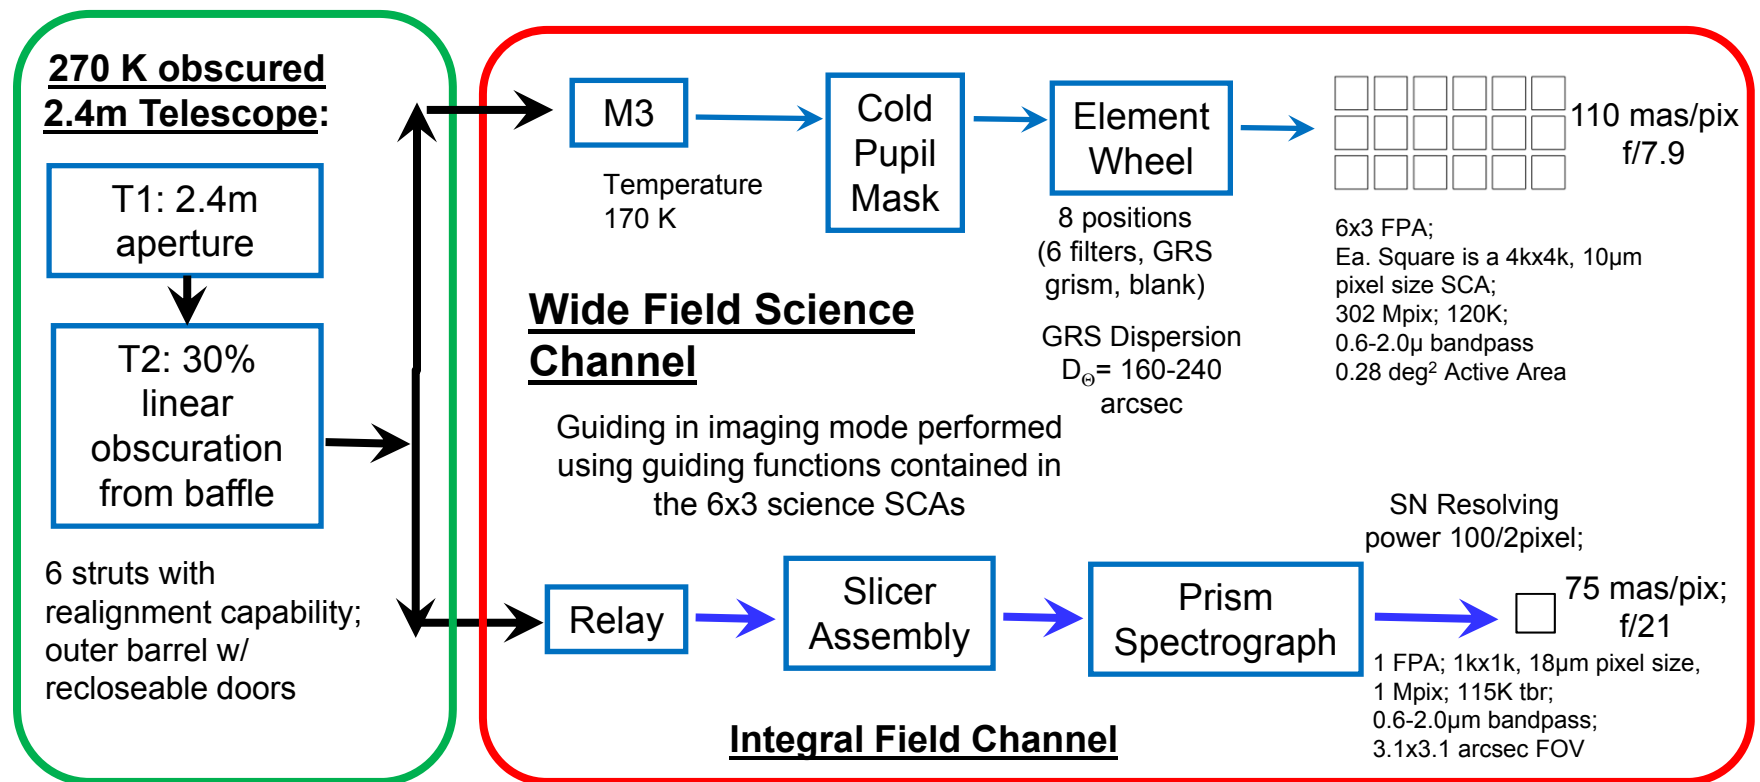 270 K obscured
2.4m Telescope:
T1: 2.4m
aperture
T2: 30%
linear
obscuration
from baffle
6 struts with
realignment capability;
outer barrel w/
recloseable doors
M3
Temperature
170 K
Cold
Pupil
Mask
Element
Wheel
8 positions
(6 filters, GRS
grism, blank)
GRS Dispersion
DΘ= 160-240
arcsec
110 mas/pix
f/7.9
6x3 FPA;
Ea. Square is a 4kx4k, 10µm
pixel size SCA;
302 Mpix; 120K;
0.6-2.0µ bandpass
0.28 deg² Active Area
Wide Field Science
Channel
Guiding in imaging mode performed
using guiding functions contained in
the 6x3 science SCAs
Relay
Slicer
Assembly
Prism
Spectrograph
SN Resolving
power 100/2pixel;
75 mas/pix;
f/21
1 FPA; 1kx1k, 18µm pixel size,
1 Mpix; 115K tbr;
0.6-2.0µm bandpass;
3.1x3.1 arcsec FOV
Integral Field Channel